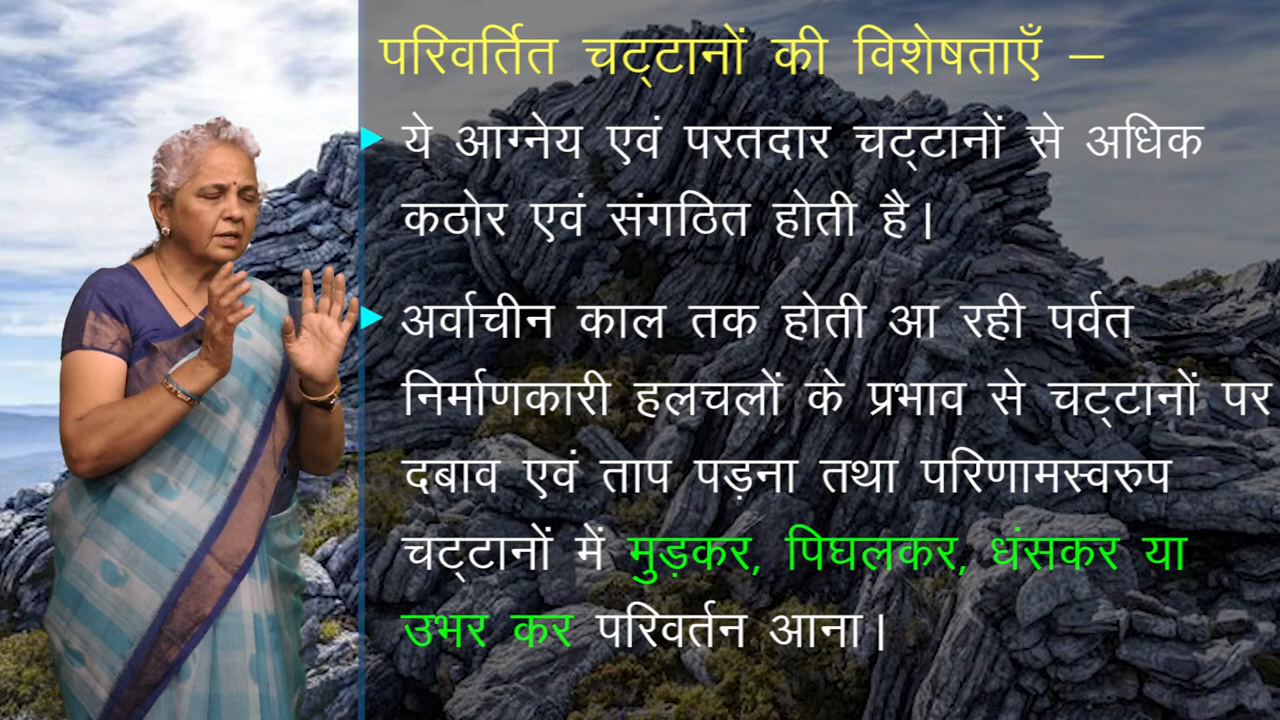 परिवर्तित चट्टानों की विशेषताएँ –
ये आग्नेय एवं परतदार चट्टानों से अधिक
कठोर एवं संगठित होती है।
अर्वाचीन काल तक होती आ रही पर्वत
निर्माणकारी हलचलों के प्रभाव से चट्टानों पर
दबाव एवं ताप पड़ना तथा परिणामस्वरुप
चट्टानों में मुड़कर, पिघलकर, धंसकर या
उभर कर परिवर्तन आना।